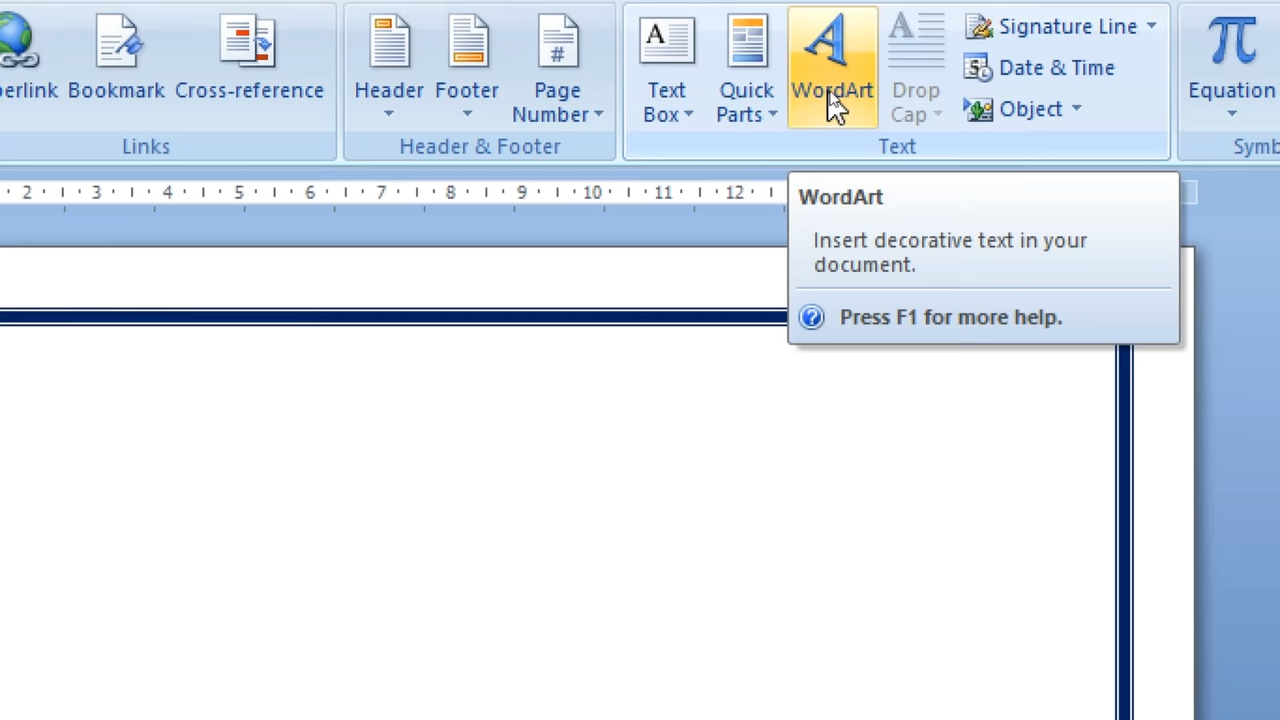 erlink Bookmark Cross-reference
Links
Header Footer Page Number
#
Header & Footer
A
Text Box
Quick Parts
WordArt
A
Drop Cap
Signature Line
5
Date & Time
Object
Text
π
Equation
Symb
2 3 4 5 6 7 8 9 10 11 12
WordArt
Insert decorative text in your
document.
? Press F1 for more help.